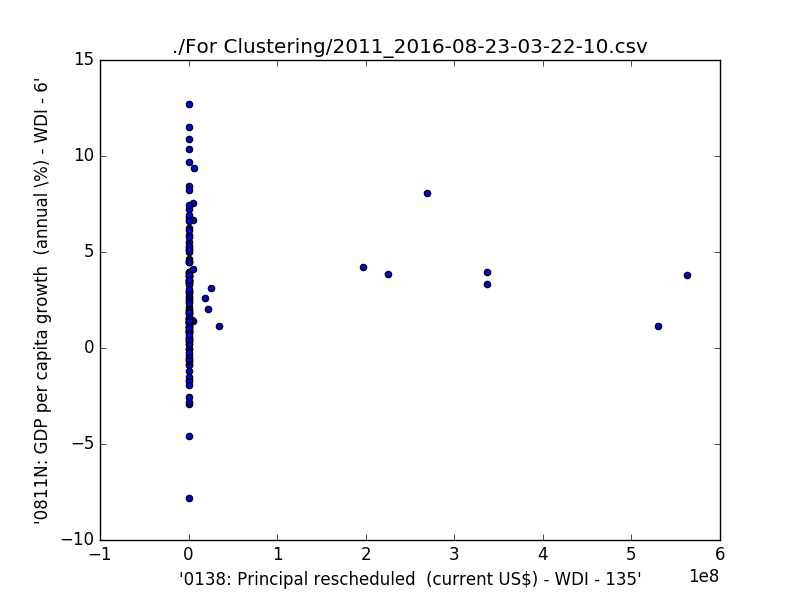 ./For Clustering/2011_2016-08-23-03-22-10.csv
15
10
5
0
−5
−10
'0811N: GDP per capita growth  (annual \%) - WDI - 6'
−1 0 1 2 3 4 5 6
1e8
'0138: Principal rescheduled  (current US$) - WDI - 135'